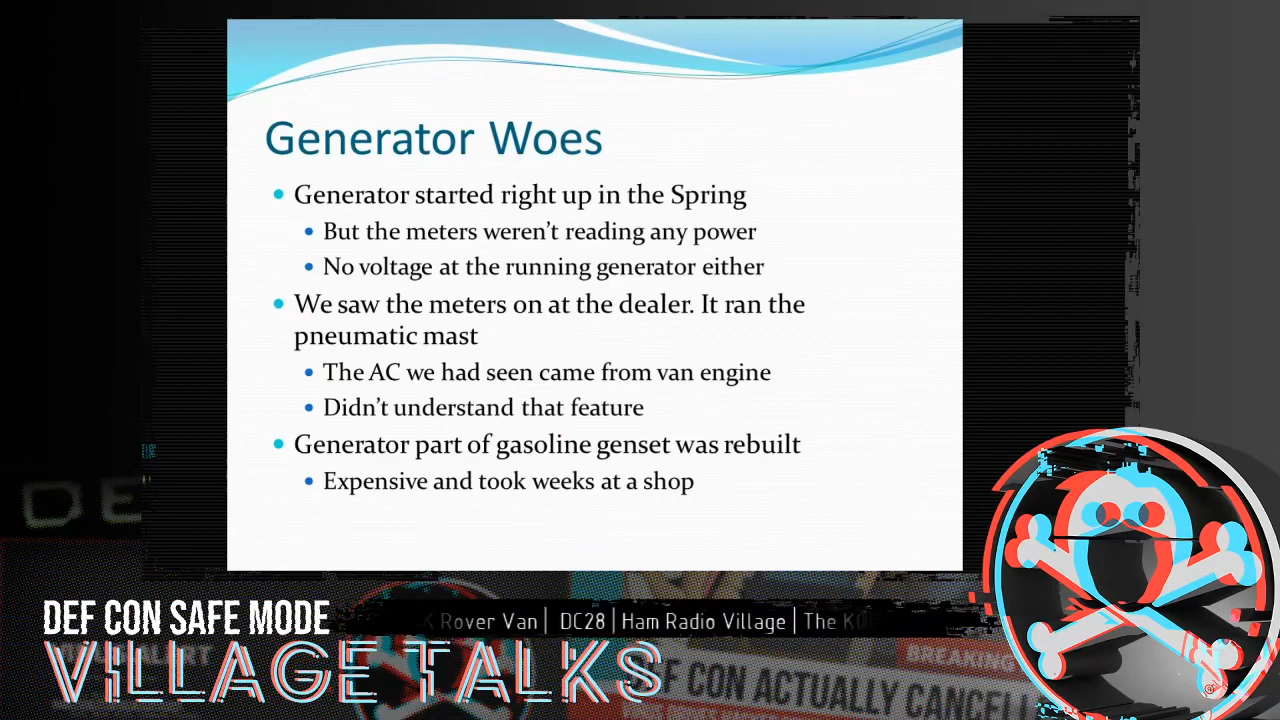 Generator Woes
Generator started right up in the Spring
But the meters weren't reading any power
No voltage at the running generator either
We saw the meters on at the dealer. It ran the
pneumatic mast
The AC we had seen came from van engine
Didn't understand that feature
Generator part of gasoline genset was rebuilt
Expensive and took weeks at a shop
DE
DEF CON SAFE MODE
Rover Van | DC28 | Ham Radio Village | The
VILLAGE TALKS
BREAKING
DEF CON ACTUALLY